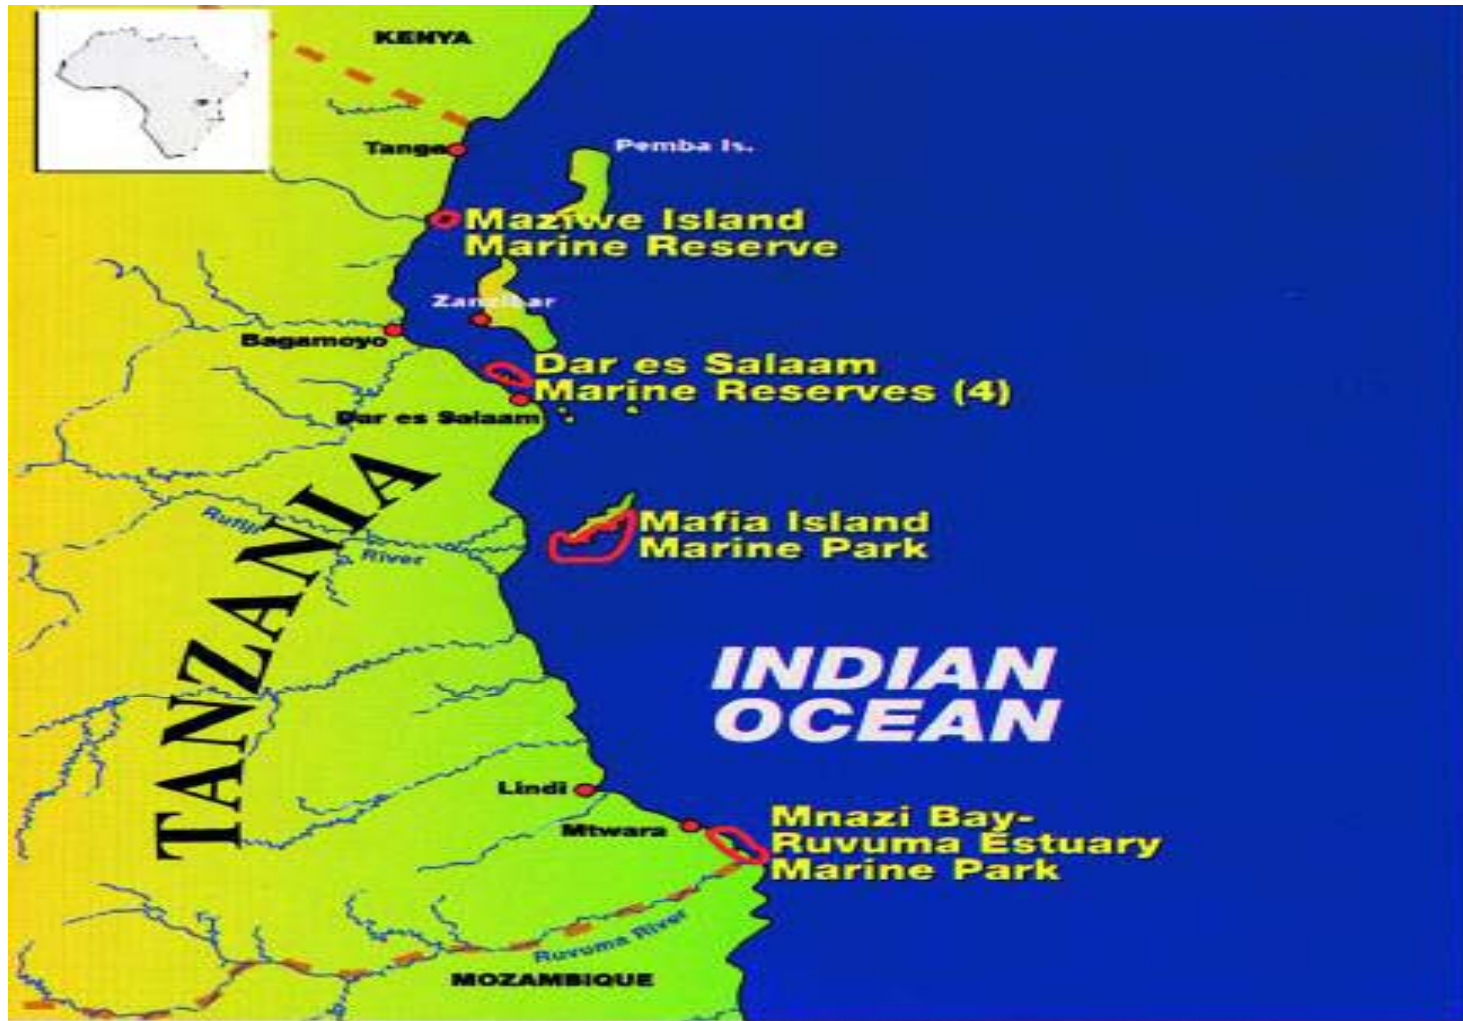 KENYA
Tanga
Pemba Is.
Maziwe Island
Marine Reserve
Zanzibar
Bagamoyo
Dar es Salaam
Marine Reserves (4)
Dar es Salaam
TANZANIA
Rufiji
River
Mafia Island
Marine Park
INDIAN
OCEAN
Lindi
Mtwara
Mnazi Bay-
Ruvuma Estuary
Marine Park
Ruvuma River
MOZAMBIQUE